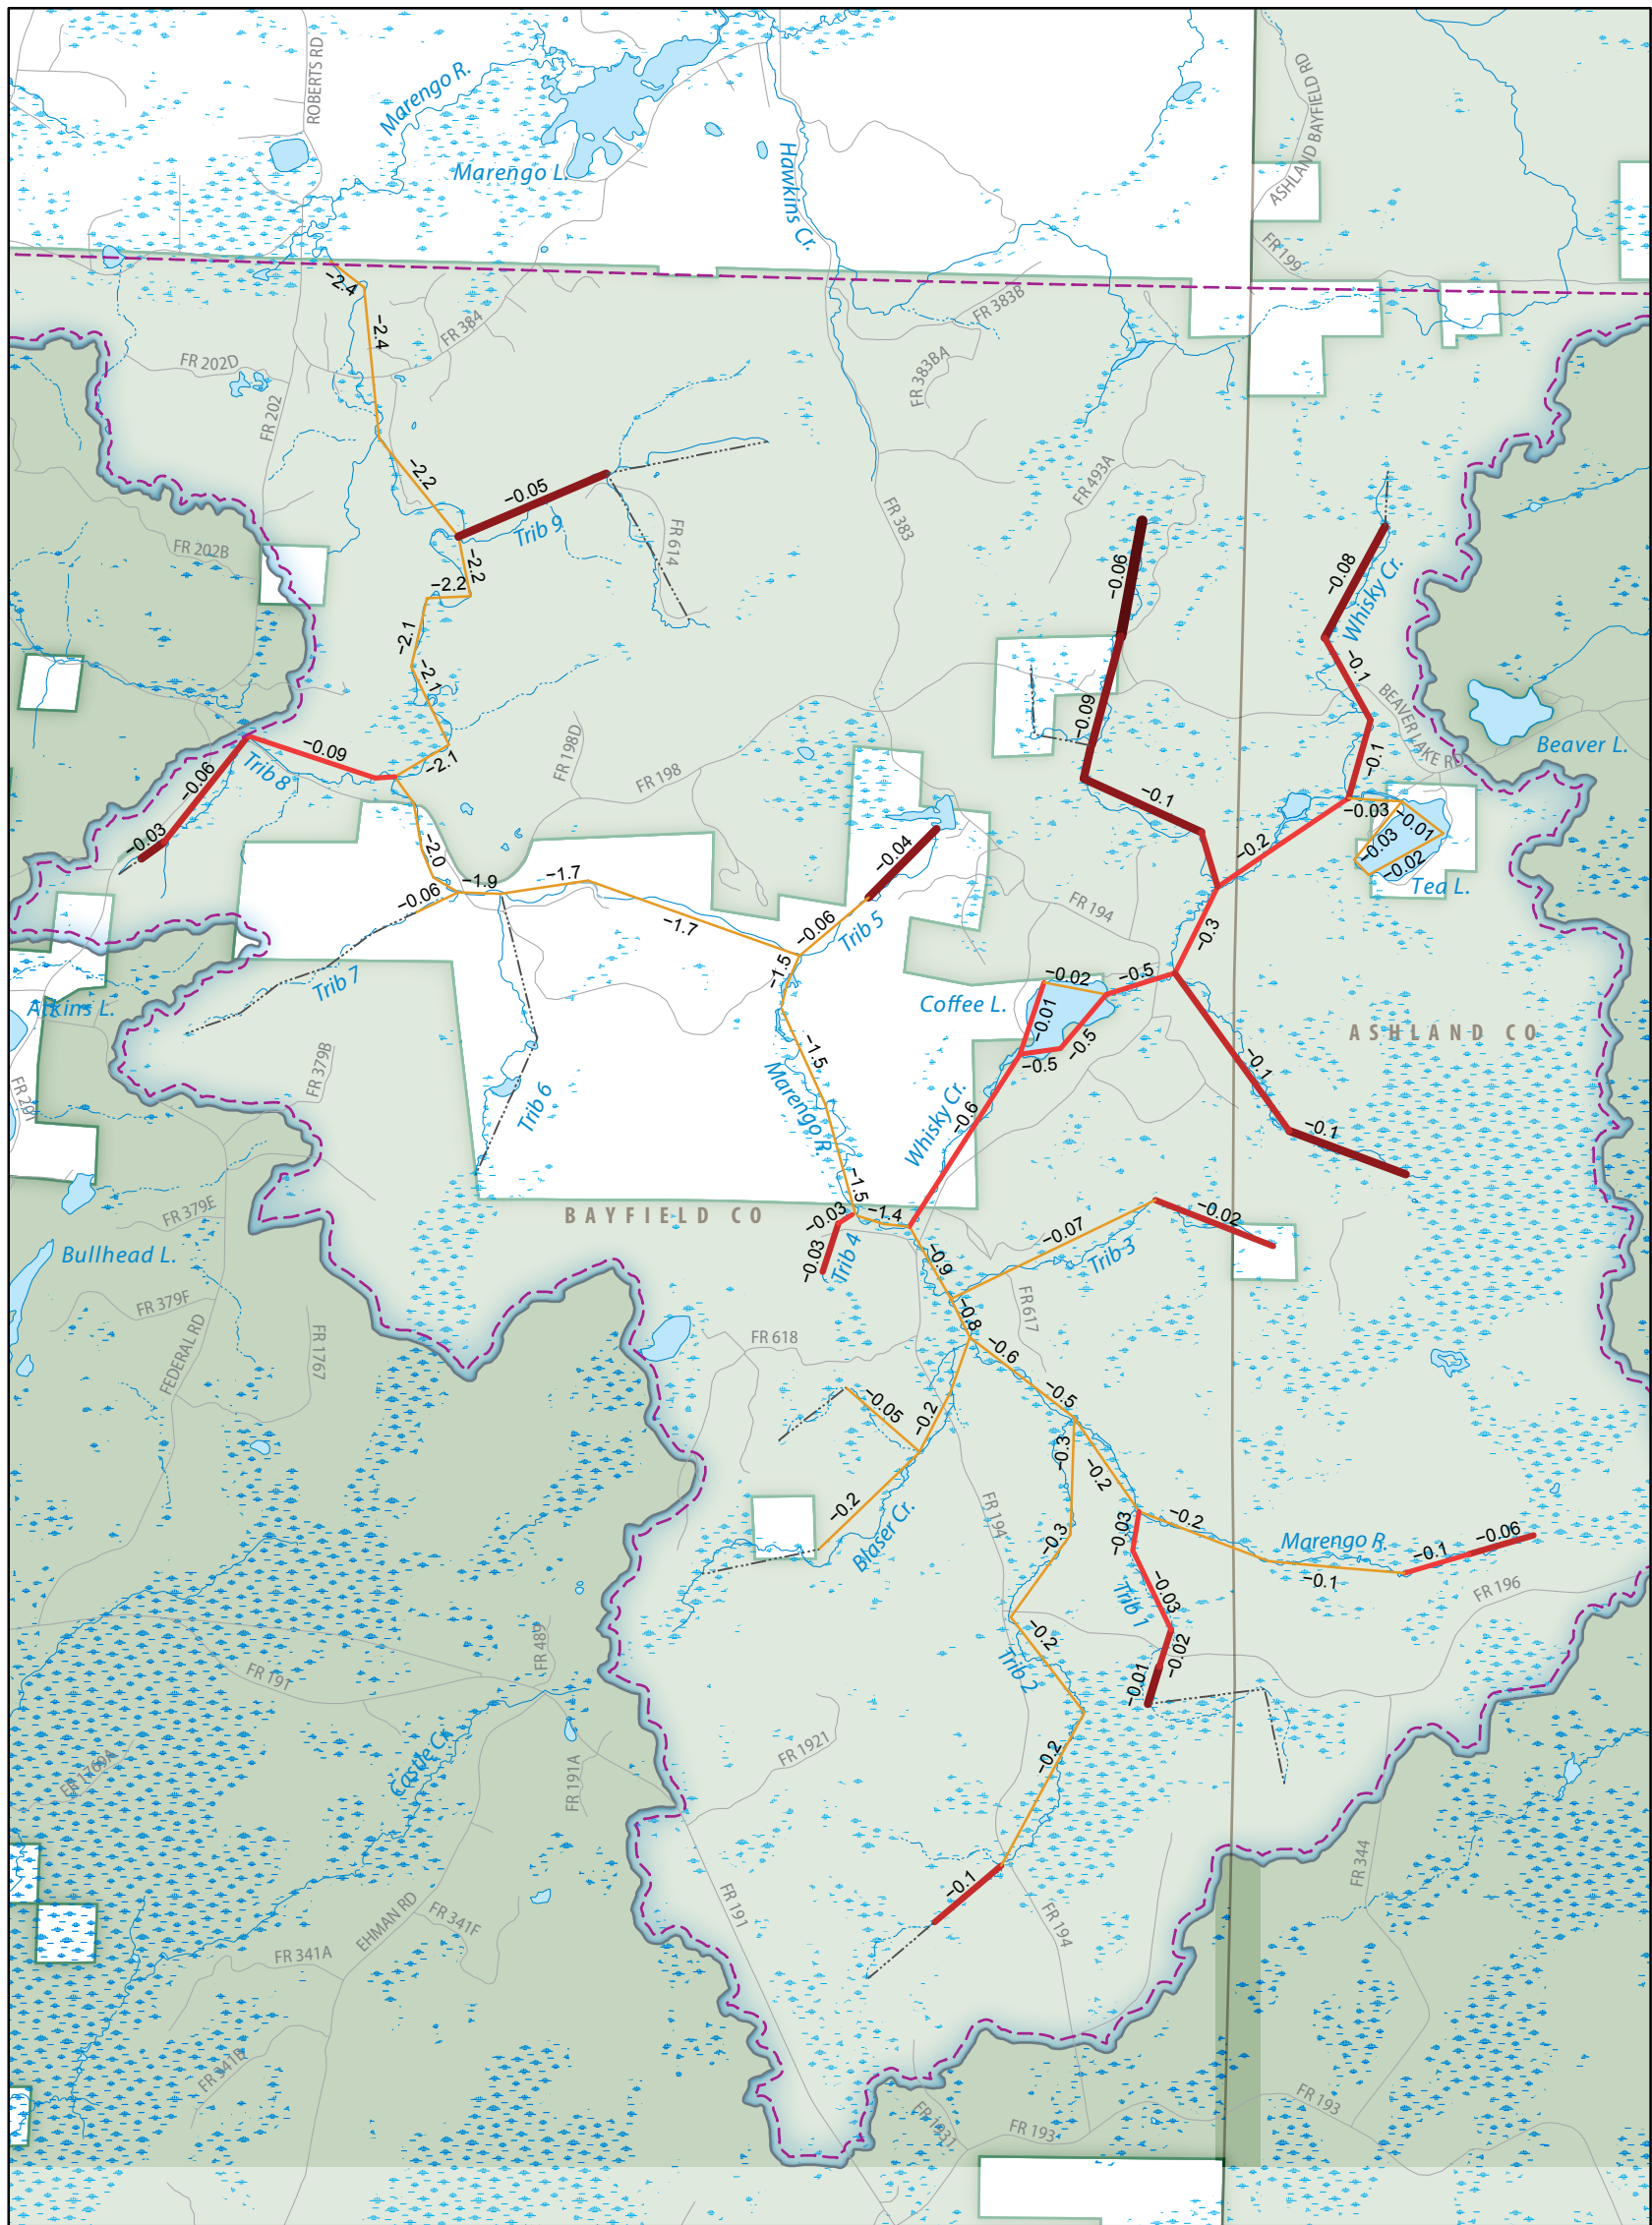 ROBERTS RD
Marengo R.
Marengo L.
Hawkins Cr.
ASHLAND BAYFIELD RD
FR 199
−2.4
−2.4
FR 384
FR 383B
FR 202D
FR 383BA
FR 202
−2.2
−0.05
Trib 9
FR 614
FR 383
FR 493A
FR 202B
−2.2
−2.2
−0.06
−0.08
Whisky Cr.
−2.1
−2.1
−0.1
−0.09
BEAVER LAKE RD
Beaver L.
−0.09
−2.1
FR 198D
FR 198
−0.1
−0.06
Trib 8
−0.1
−0.03
−0.01
−0.03
−0.02
Tea L.
−0.03
−2.0
−0.04
−0.2
−1.9
−1.7
−0.06
−1.7
−0.06
Trib 5
FR 194
−0.3
−1.5
−0.02
−0.5
Trib 7
Atkins L.
Coffee L.
−0.01
−0.5
−0.5
ASHLAND CO
−1.5
Marengo R.
FR 379B
FR 201
Trib 6
Whisky Cr.
−0.6
−0.1
−0.1
−1.5
FR 379E
BAYFIELD CO
−0.03
−1.4
−0.02
−0.03
Trib 4
−0.9
−0.07
Trib 3
Bullhead L.
FR 379F
FEDERAL RD
FR 1767
−0.8
FR 617
FR 618
−0.6
−0.5
−0.05
−0.2
−0.3
−0.2
−0.2
Blaser Cr.
FR 194
−0.3
−0.03
−0.2
Marengo R.
−0.1
−0.06
−0.1
FR 196
−0.03
Trib 1
−0.2
Trib 2
−0.02
−0.01
FR 489
FR 191
Castle Cr.
FR 191A
FR 1769A
FR 1921
−0.2
FR 344
−0.1
FR 191
FR 194
EHMAN RD
FR 341F
FR 341A
FR 341B
FR 1931
FR 193
FR 193